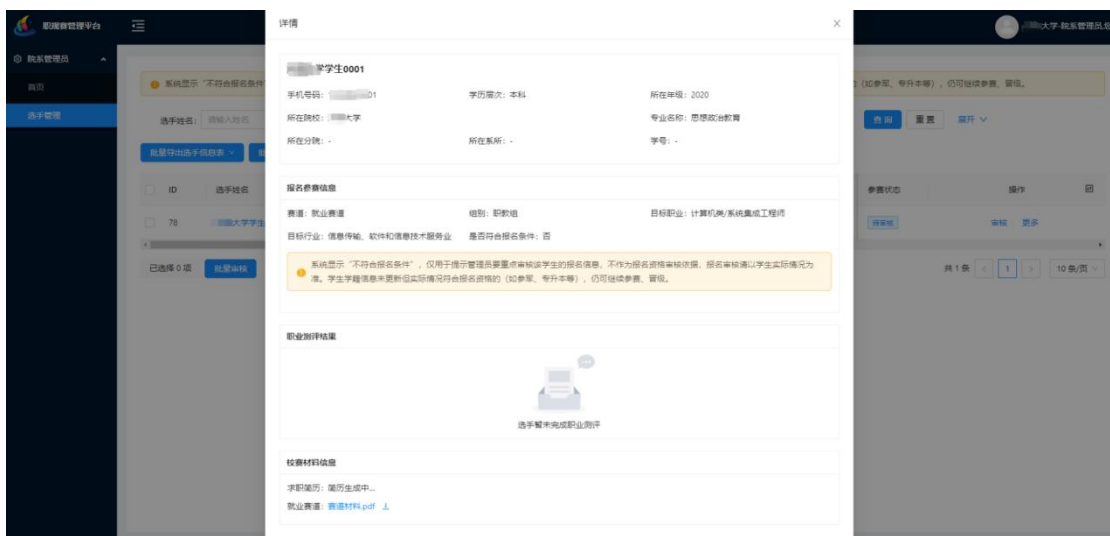 职规赛管理平台
详情
大学-院系管理员
院系管理员
首页
选手管理
系统显示“不符合报名条件”
(如参军、专升本等),仍可继续参赛、晋级。
选手姓名: 请输入姓名
查询 重置 展开
批量导出选手信息表
ID 选手姓名
参赛状态 操作
78 大学学生
待审核 审核 更多
已选择 0 项 批量审核
共 1 条 1 10 条/页
学学生0001
手机号码: 01 学历层次: 本科 所在年级: 2020
所在院校: 大学 专业名称: 思想政治教育
所在分院: - 所在系所: - 学号: -
报名参赛信息
赛道: 就业赛道 组别: 职教组 目标职业: 计算机类/系统集成工程师
目标行业: 信息传输、软件和信息技术服务业 是否符合报名条件: 否
系统显示“不符合报名条件”,仅用于提示管理员要重点审核该学生的报名信息,不作为报名资格审核依据,报名审核请以学生实际情况为
准。学生学籍信息未更新但实际情况符合报名资格的(如参军、专升本等),仍可继续参赛、晋级。
职业测评结果
选手暂未完成职业测评
校赛材料信息
求职简历: 简历生成中...
就业赛道: 赛道材料.pdf